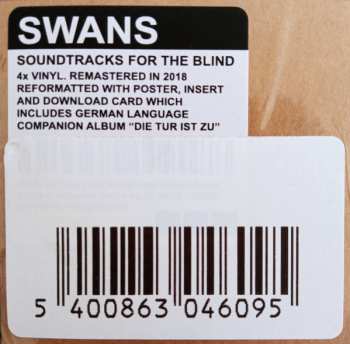 SWANS
SOUNDTRACKS FOR THE BLIND
4x VINYL. REMASTERED IN 2018
REFORMATTED WITH POSTER, INSERT
AND DOWNLOAD CARD WHICH
INCLUDES GERMAN LANGUAGE
COMPANION ALBUM "DIE TUR IST ZU"
5 400863 046095